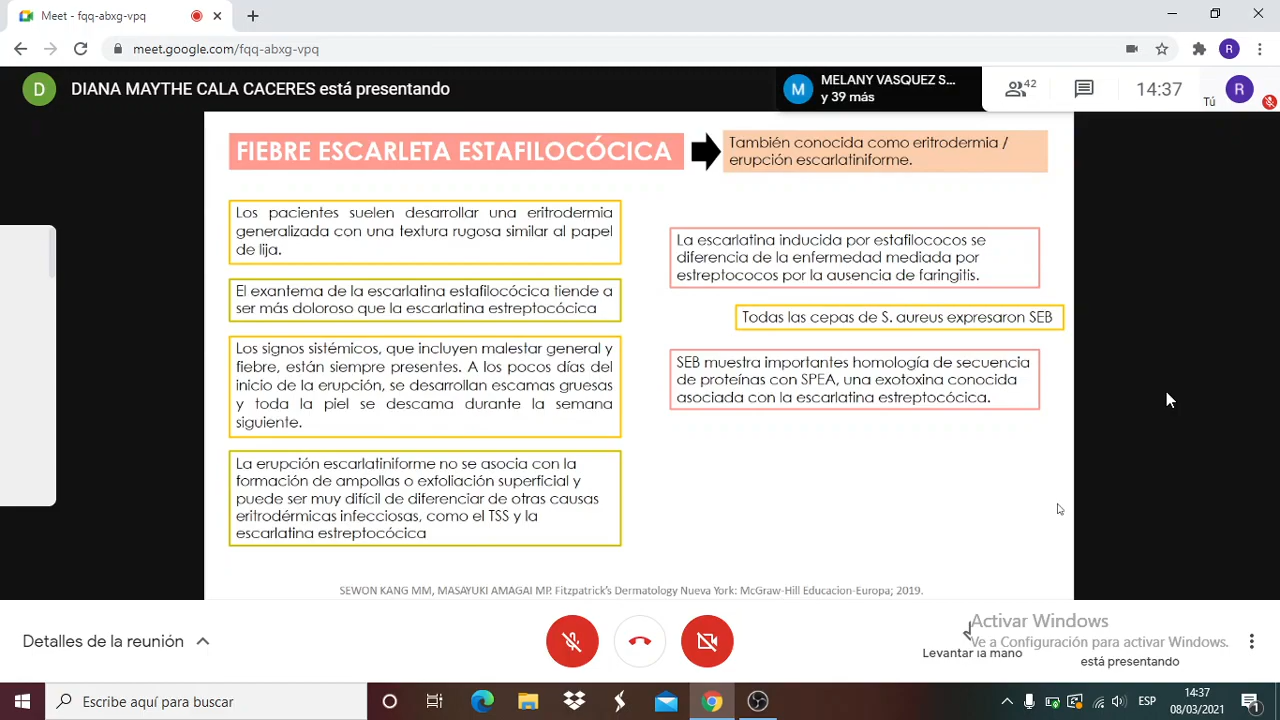 Meet - fqq-abxg-vpq
meet.google.com/fqq-abxg-vpq
R
D
DIANA MAYTHE CALA CACERES está presentando
M
MELANY VASQUEZ S...
y 39 más
42
14:37
Tú
R
FIEBRE ESCARLETA ESTAFILOCÓCICA
También conocida como eritrodermia /
erupción escarlatiniforme.
Los pacientes suelen desarrollar una eritrodermia
generalizada con una textura rugosa similar al papel
de lija.
El exantema de la escarlatina estafilocócica tiende a
ser más doloroso que la escarlatina estreptocócica
Los signos sistémicos, que incluyen malestar general y
fiebre, están siempre presentes. A los pocos días del
inicio de la erupción, se desarrollan escamas gruesas
y toda la piel se descama durante la semana
siguiente.
La erupción escarlatiniforme no se asocia con la
formación de ampollas o exfoliación superficial y
puede ser muy difícil de diferenciar de otras causas
eritrodérmicas infecciosas, como el TSS y la
escarlatina estreptocócica
La escarlatina inducida por estafilococos se
diferencia de la enfermedad mediada por
estreptococos por la ausencia de faringitis.
Todas las cepas de S. aureus expresaron SEB
SEB muestra importantes homología de secuencia
de proteínas con SPEA, una exotoxina conocida
asociada con la escarlatina estreptocócica.
SEWON KANG MM, MASAYUKI AMAGAI MP. Fitzpatrick's Dermatology Nueva York: McGraw-Hill Educacion-Europa; 2019.
Detalles de la reunión
Activar Windows
Ve a Configuración para activar Windows.
Levantar la mano
está presentando
Escribe aquí para buscar
ESP
14:37
08/03/2021
1